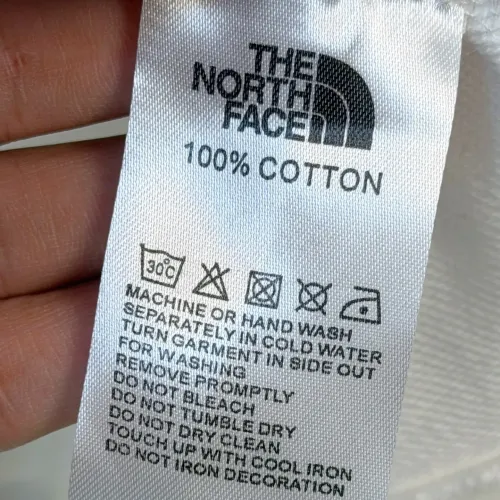 THE
NORTH
FACE
100% COTTON
30°C
MACHINE OR HAND WASH
SEPARATELY IN COLD WATER
TURN GARMENT IN SIDE OUT
FOR WASHING
REMOVE PROMPTLY
DO NOT BLEACH
DO NOT TUMBLE DRY
DO NOT DRY CLEAN
TOUCH UP WITH COOL IRON
DO NOT IRON DECORATION